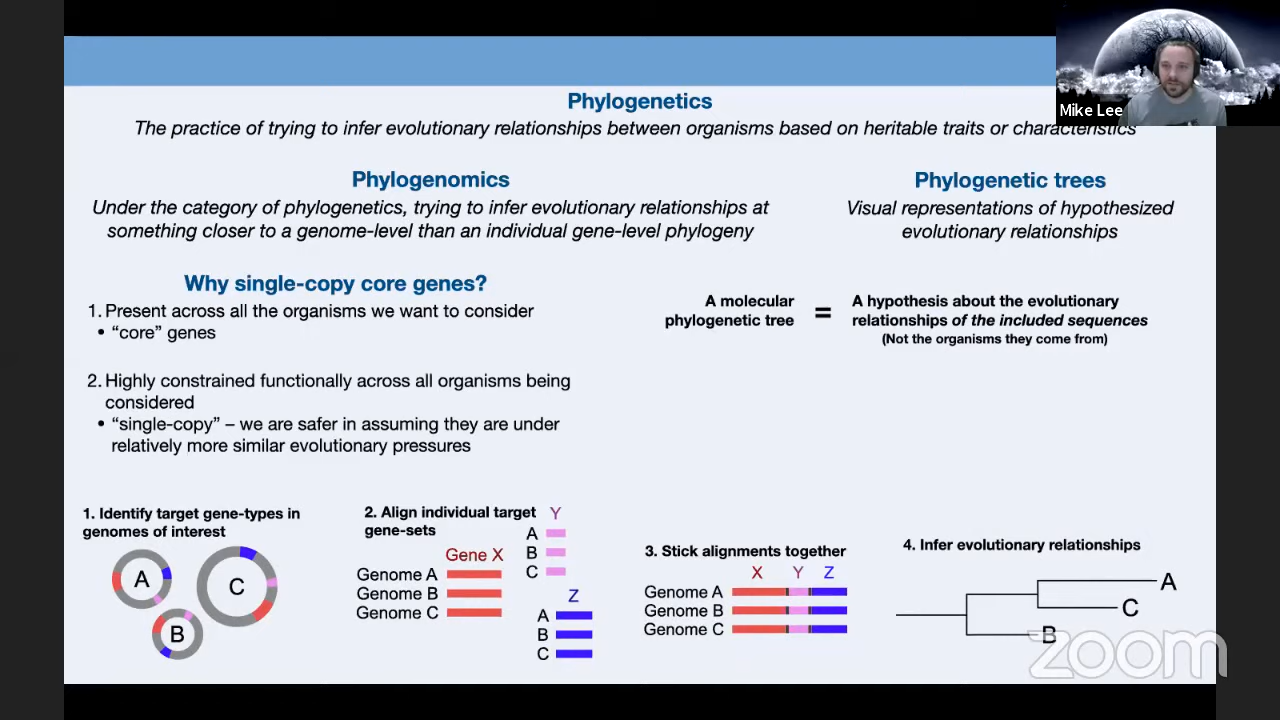 Mike Lee
Phylogenetics
The practice of trying to infer evolutionary relationships between organisms based on heritable traits or characteristics
Phylogenomics
Under the category of phylogenetics, trying to infer evolutionary relationships at
something closer to a genome-level than an individual gene-level phylogeny
Phylogenetic trees
Visual representations of hypothesized
evolutionary relationships
Why single-copy core genes?
1. Present across all the organisms we want to consider
• “core” genes
2. Highly constrained functionally across all organisms being
considered
• “single-copy” – we are safer in assuming they are under
relatively more similar evolutionary pressures
A molecular
phylogenetic tree
=
A hypothesis about the evolutionary
relationships of the included sequences
(Not the organisms they come from)
1. Identify target gene-types in
genomes of interest
A
C
B
2. Align individual target
gene-sets
Gene X
Genome A
Genome B
Genome C
Y
A
B
C
Z
A
B
C
3. Stick alignments together
X Y Z
Genome A
Genome B
Genome C
4. Infer evolutionary relationships
A
C
B
zoom